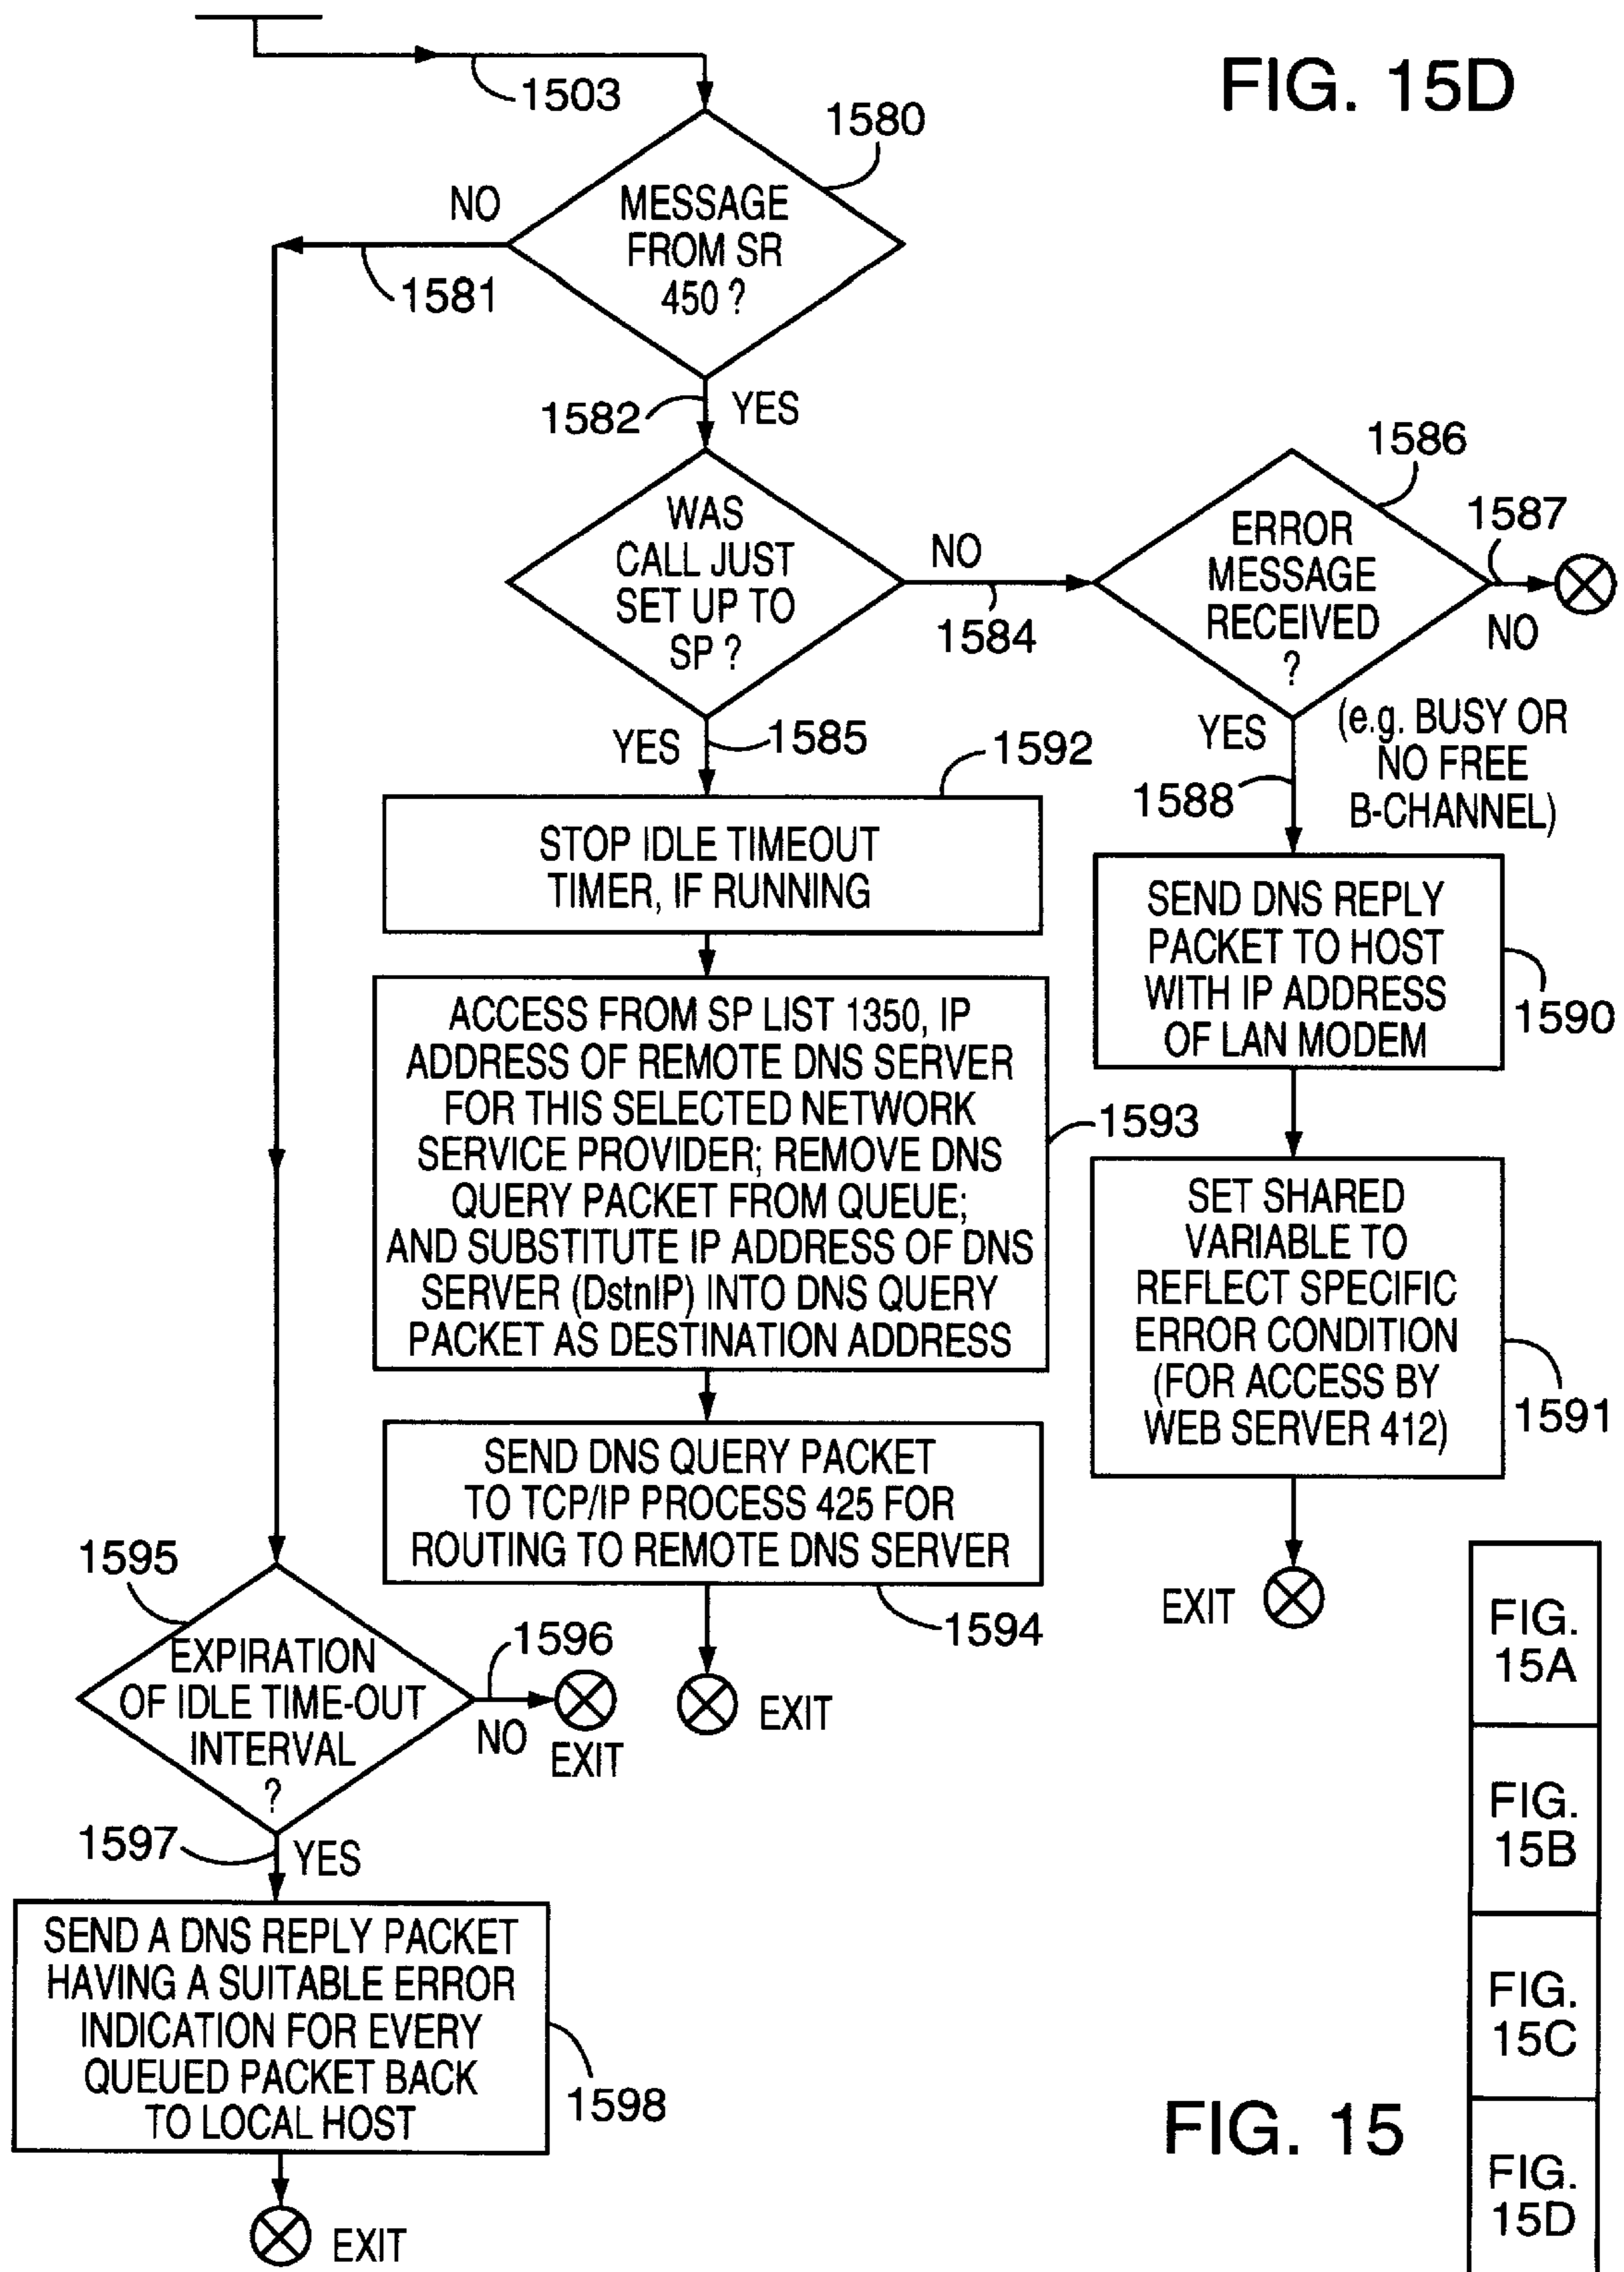 FIG. 15D
1503
1580
MESSAGE
FROM SR
450 ?
NO
1581
1582
YES
WAS
CALL JUST
SET UP TO
SP ?
NO
1584
1586
ERROR
MESSAGE
RECEIVED
?
1587
NO
YES
1585
1592
YES
(e.g. BUSY OR
NO FREE
B-CHANNEL)
1588
STOP IDLE TIMEOUT
TIMER, IF RUNNING
SEND DNS REPLY
PACKET TO HOST
WITH IP ADDRESS
OF LAN MODEM
1590
ACCESS FROM SP LIST 1350, IP
ADDRESS OF REMOTE DNS SERVER
FOR THIS SELECTED NETWORK
SERVICE PROVIDER; REMOVE DNS
QUERY PACKET FROM QUEUE;
AND SUBSTITUTE IP ADDRESS OF DNS
SERVER (DstnIP) INTO DNS QUERY
PACKET AS DESTINATION ADDRESS
1593
SET SHARED
VARIABLE TO
REFLECT SPECIFIC
ERROR CONDITION
(FOR ACCESS BY
WEB SERVER 412)
1591
EXIT
SEND DNS QUERY PACKET
TO TCP/IP PROCESS 425 FOR
ROUTING TO REMOTE DNS SERVER
1594
EXIT
1595
EXPIRATION
OF IDLE TIME-OUT
INTERVAL
?
1596
NO
EXIT
1597
YES
SEND A DNS REPLY PACKET
HAVING A SUITABLE ERROR
INDICATION FOR EVERY
QUEUED PACKET BACK
TO LOCAL HOST
1598
EXIT
FIG. 15
FIG.
15A
FIG.
15B
FIG.
15C
FIG.
15D